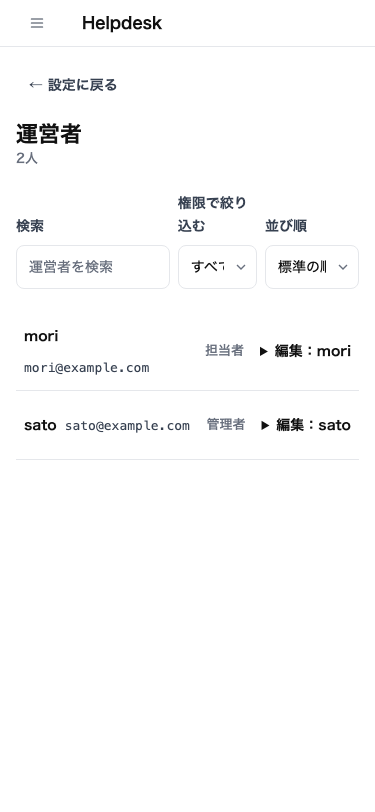 Helpdesk
← 設定に戻る
運営者
2人
検索
権限で絞り
込む
並び順
運営者を検索
すべて
標準の
mori
mori@example.com
担当者
▶ 編集：mori
sato sato@example.com
管理者
▶ 編集：sato